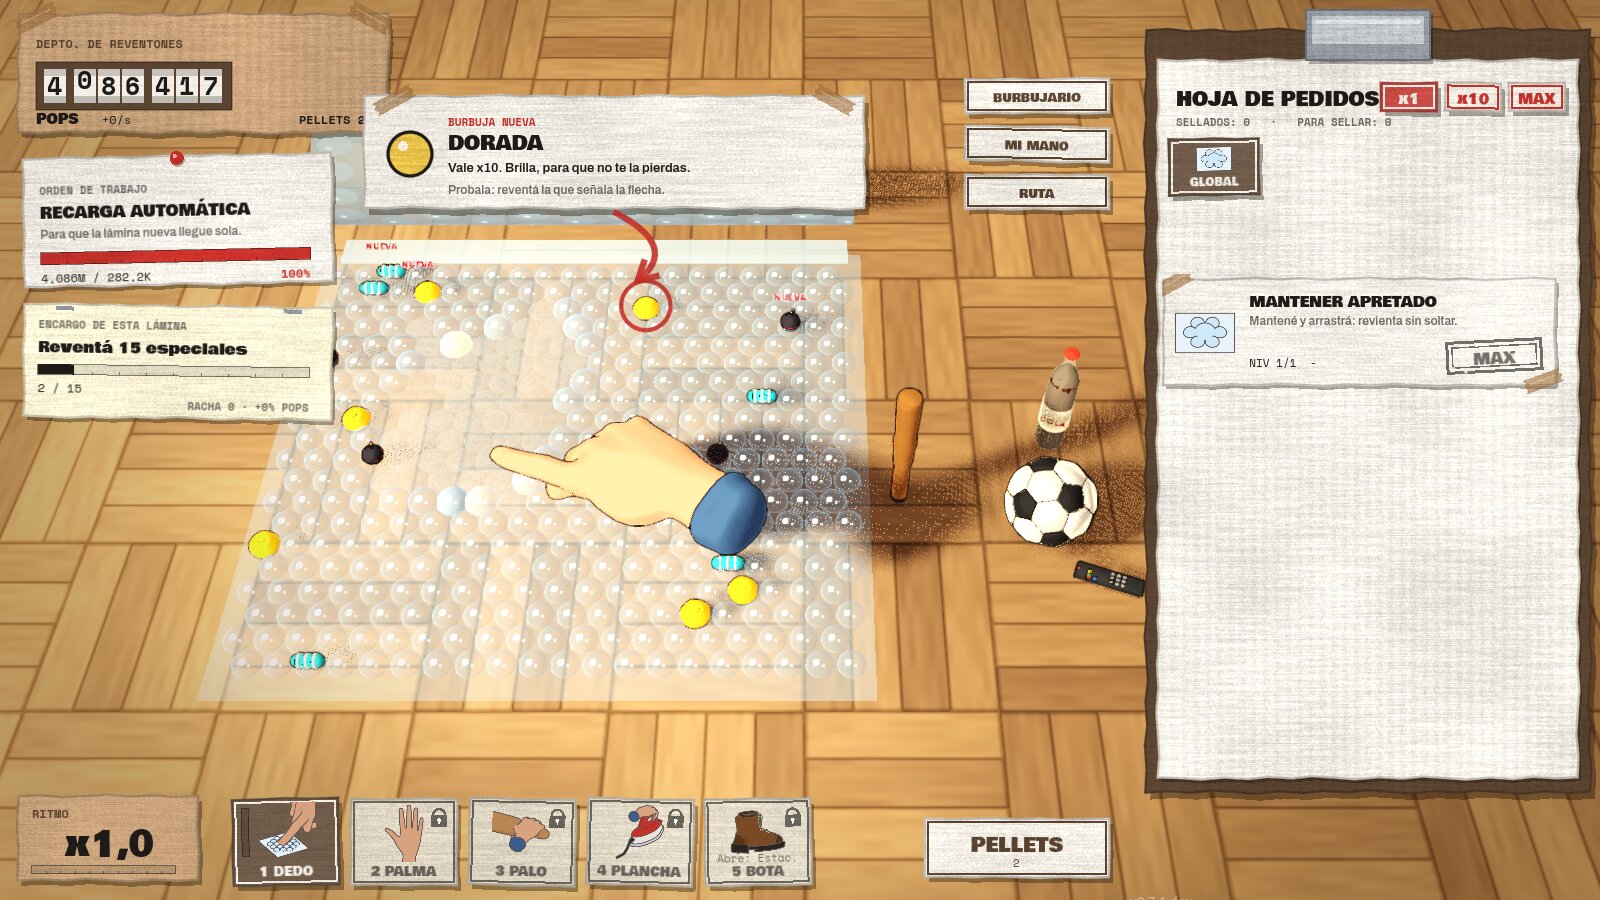 DEPTO. DE REVENTONES
4086417
POPS +0/s PELLETS 2
ORDEN DE TRABAJO
RECARGA AUTOMÁTICA
Para que la lámina nueva llegue sola.
4.086M / 282.2K 100%
ENCARGO DE ESTA LÁMINA
Reventá 15 especiales
2 / 15
RACHA 0 · +0% POPS
BURBUJA NUEVA
DORADA
Vale x10. Brilla, para que no te la pierdas.
Probala: reventá la que señala la flecha.
NUEVA
NUEVA
NUEVA
BURBUJARIO
MI MANO
RUTA
HOJA DE PEDIDOS x1 x10 MAX
SELLADOS: 0 · PARA SELLAR: 0
GLOBAL
MANTENER APRETADO
Mantené y arrastrá: revienta sin soltar.
NIV 1/1 -
MAX
RITMO
x1,0
1 DEDO
2 PALMA
3 PALO
4 PLANCHA
Abre: Estac.
5 BOTA
PELLETS
2